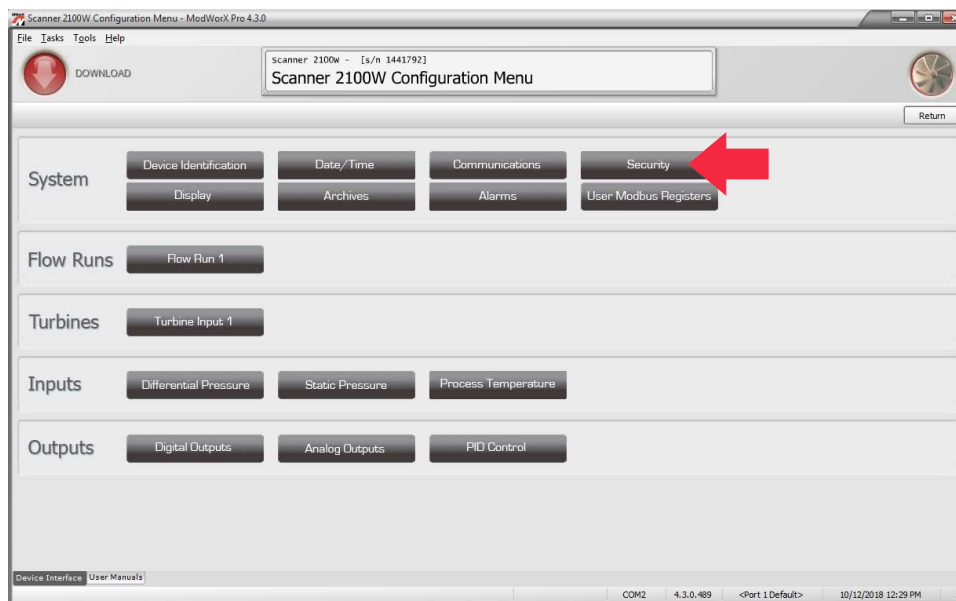 Scanner 2100W Configuration Menu - ModWorX Pro 4.3.0
File Tasks Tools Help
DOWNLOAD
Scanner 2100W - [s/n 1441792]
Scanner 2100W Configuration Menu
Return
System
Device Identification Date/Time Communications Security
Display Archives Alarms User Modbus Registers
Flow Runs Flow Run 1
Turbines Turbine Input 1
Inputs Differential Pressure Static Pressure Process Temperature
Outputs Digital Outputs Analog Outputs PID Control
Device Interface User Manuals
COM2 4.3.0.489 <Port 1 Default> 10/12/2018 12:29 PM